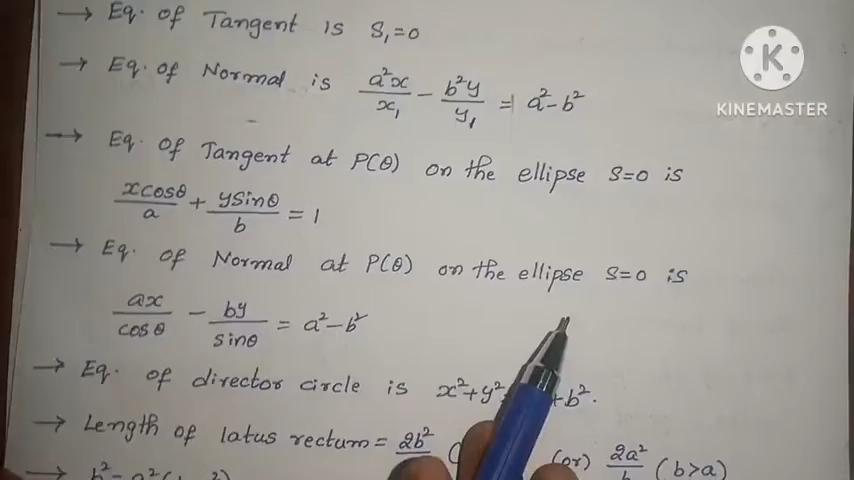 → Eq. of Tangent is S₁=0
→ Eq. of Normal is a²x/x₁ - b²y/y₁ = a²-b²
→ Eq. of Tangent at P(θ) on the ellipse S=0 is
xcosθ/a + ysinθ/b = 1
→ Eq. of Normal at P(θ) on the ellipse S=0 is
ax/cosθ - by/sinθ = a²-b²
→ Eq. of director circle is x²+y² +b².
→ Length of latus rectum = 2b² (or) 2a²/b (b>a)
→ b²=a²(
KINEMASTER